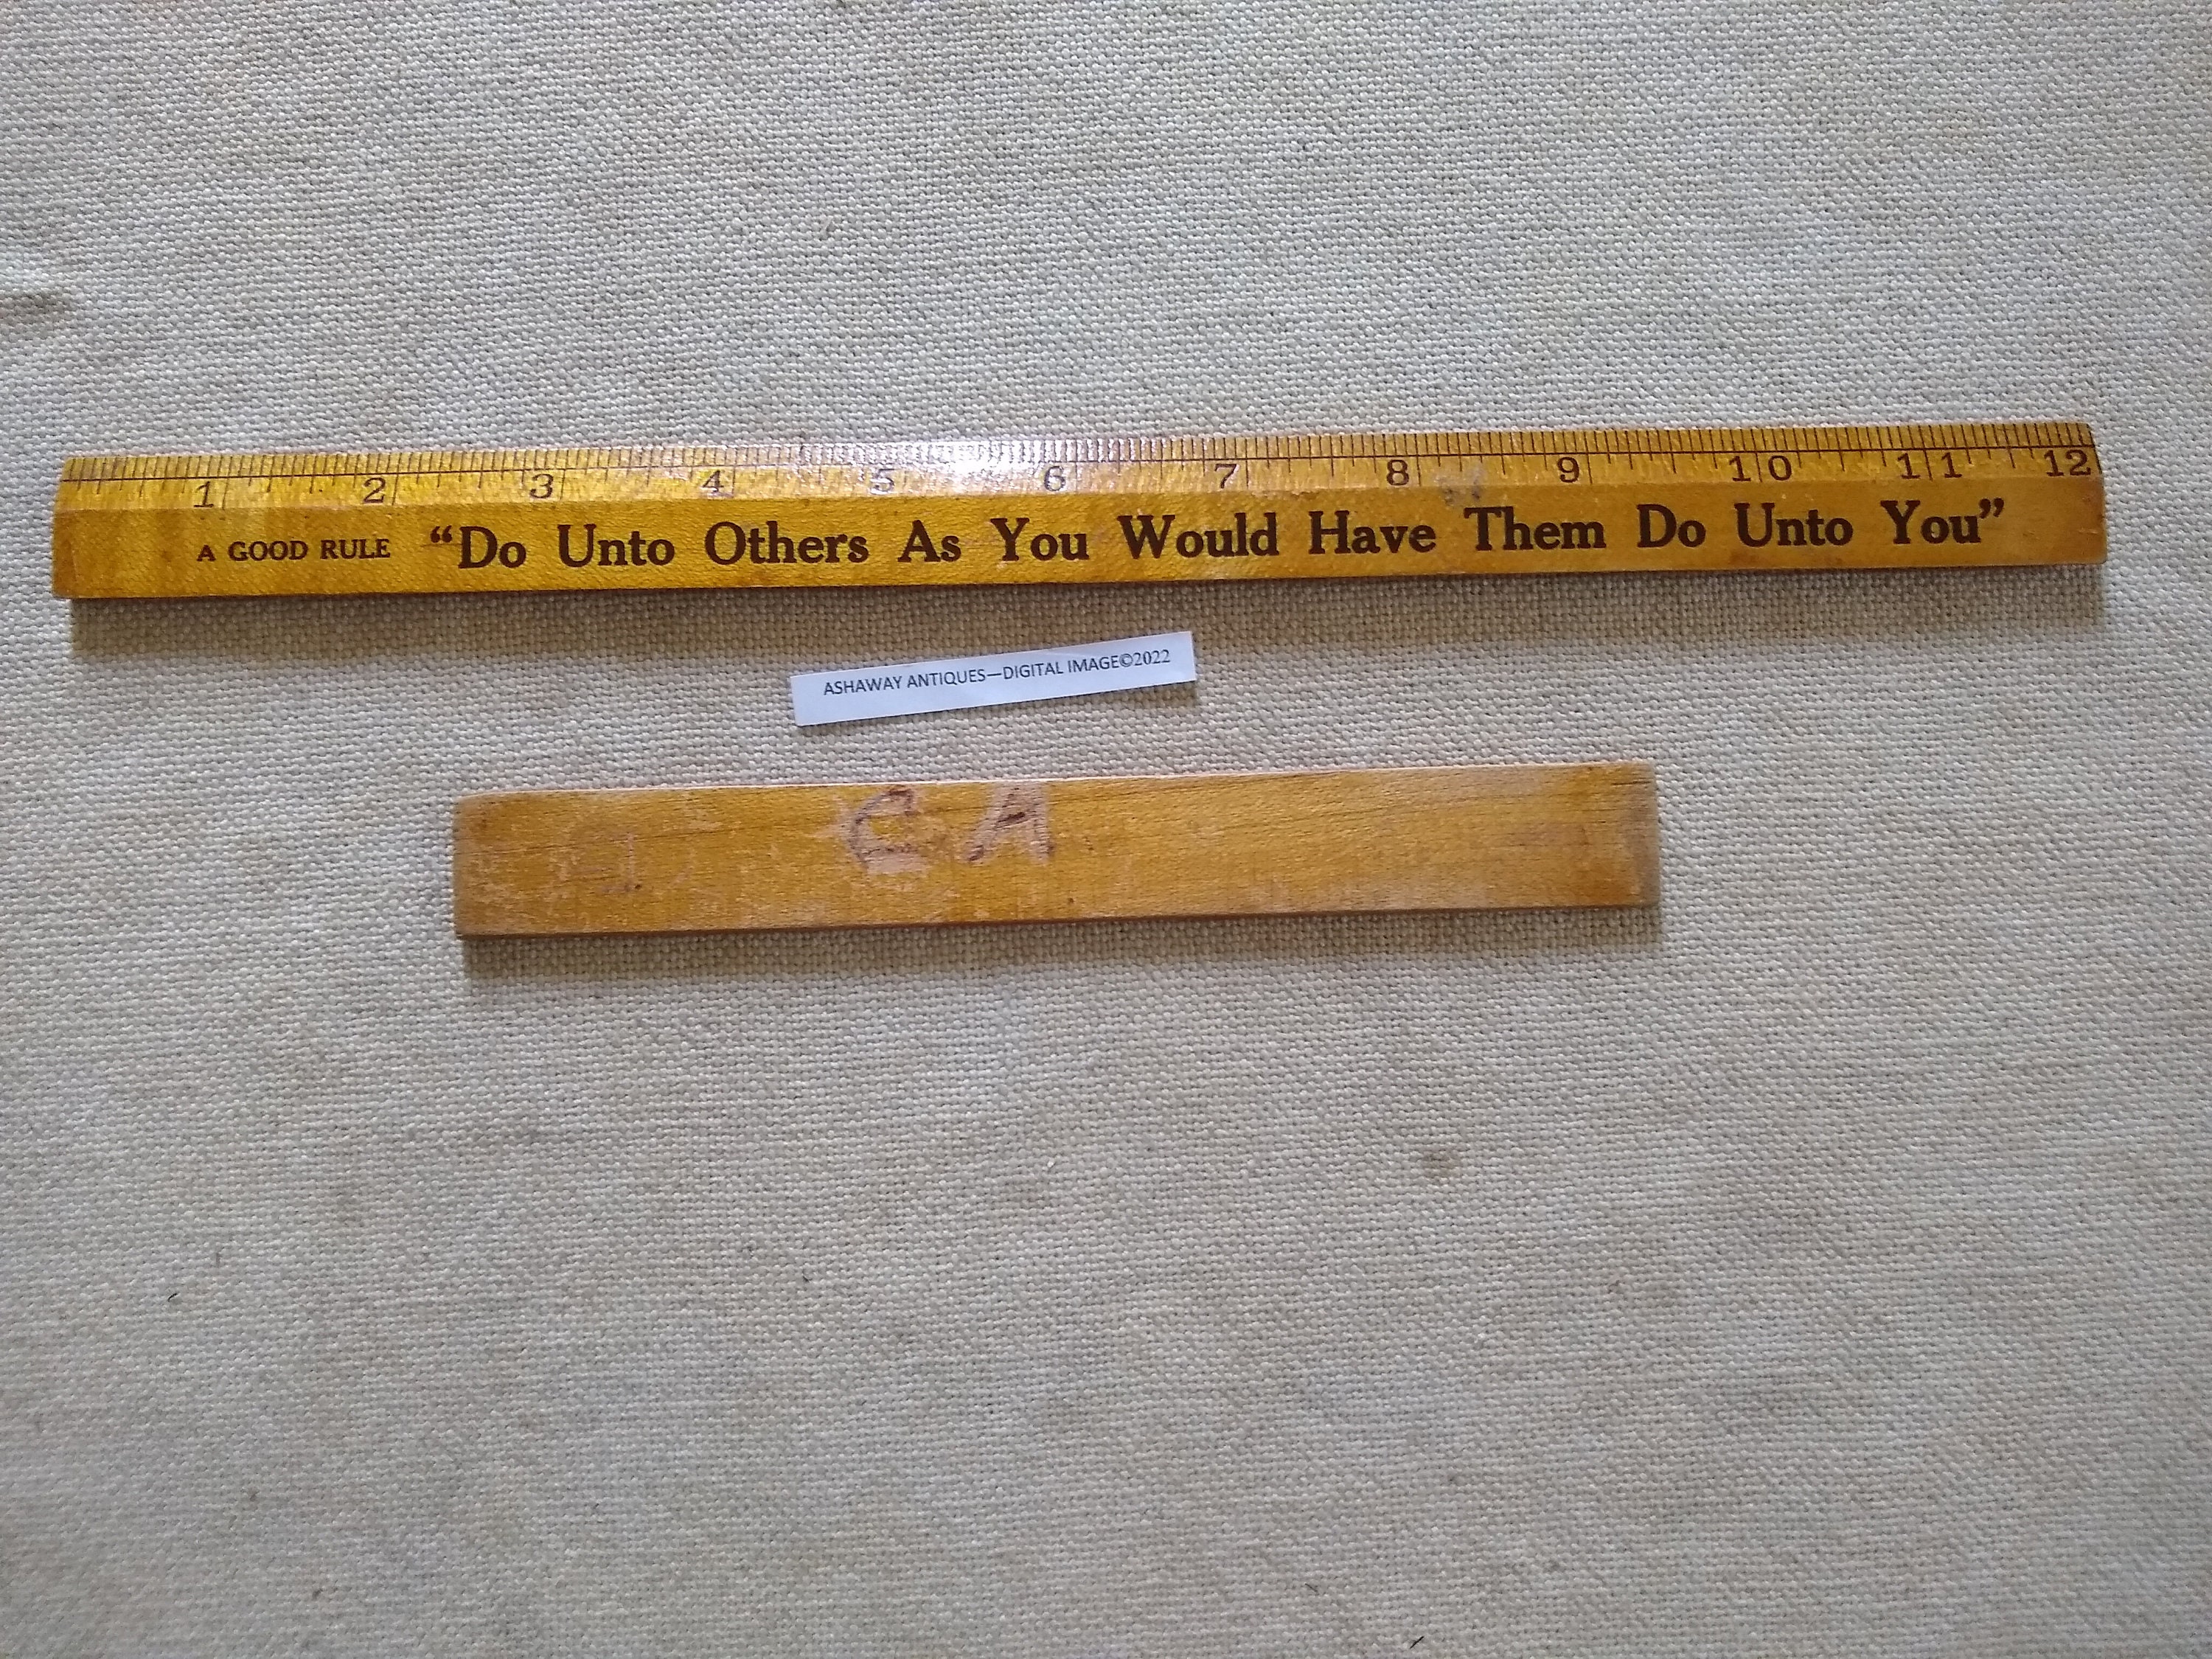 1 2 3 4 5 6 7 8 9 10 11 12
A GOOD RULE “Do Unto Others As You Would Have Them Do Unto You”
ASHAWAY ANTIQUES—DIGITAL IMAGE©2022
C A